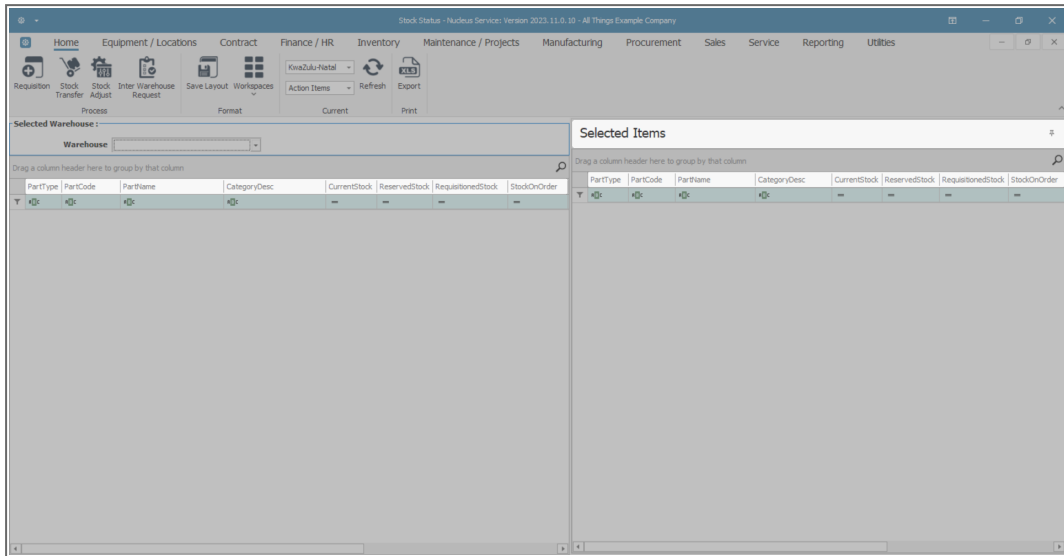 Stock Status - Nucleus Service: Version 2023.11.0.10 - All Things Example Company
Home Equipment / Locations Contract Finance / HR Inventory Maintenance / Projects Manufacturing Procurement Sales Service Reporting Utilities
KwaZulu-Natal
XLS
Requisition Stock Transfer Stock Adjust Inter Warehouse Request Save Layout Workspaces Action Items Refresh Export
Process Format Current Print
Selected Warehouse :
Warehouse
Drag a column header here to group by that column
PartType PartCode PartName CategoryDesc CurrentStock ReservedStock RequisitionedStock StockOnOrder
Selected Items
Drag a column header here to group by that column
PartType PartCode PartName CategoryDesc CurrentStock ReservedStock RequisitionedStock StockOnOrder